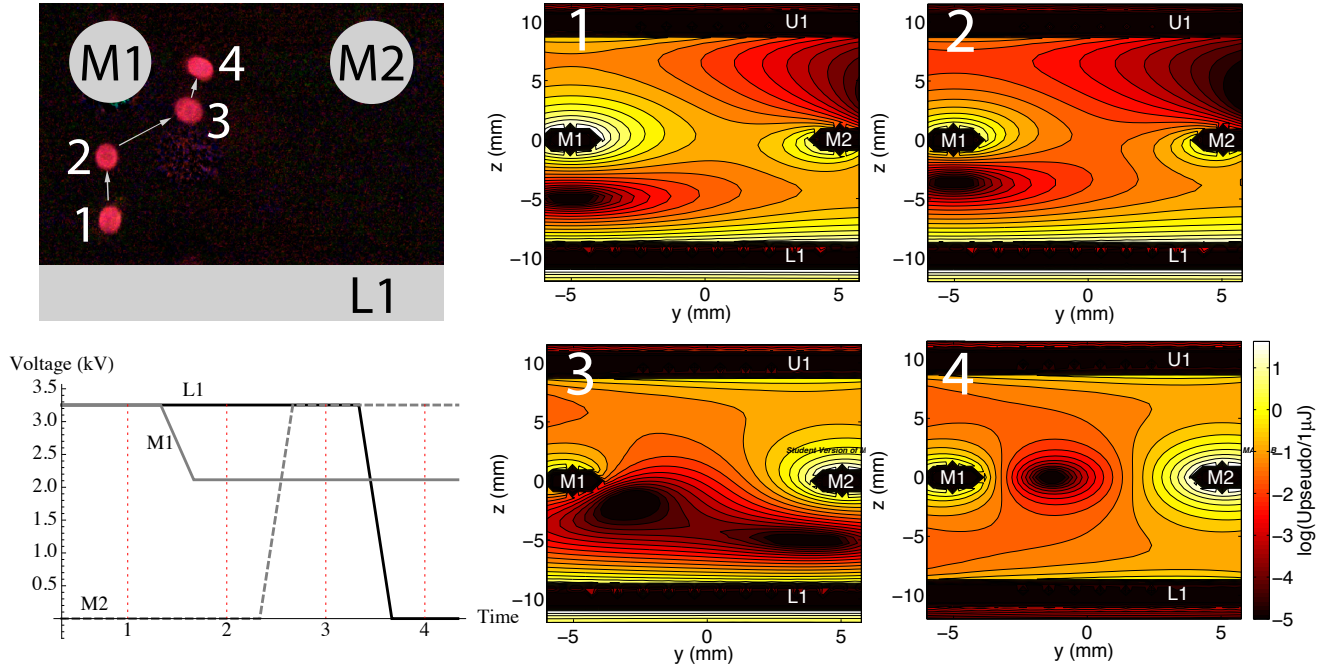 M1
M2
4
3
2
1
L1
1
U1
10
5
0
−5
−10
z (mm)
M1
M2
L1
−5
0
5
y (mm)
2
U1
10
5
0
−5
−10
z (mm)
M1
M2
L1
−5
0
5
y (mm)
Voltage (kV)
3.5
3.0
2.5
2.0
1.5
1.0
0.5
L1
M1
M2
1
2
3
4
Time
3
U1
10
5
0
−5
−10
z (mm)
Student Version of M
M1
M2
L1
−5
0
5
y (mm)
4
U1
10
5
0
−5
−10
z (mm)
MA
M1
M2
L1
−5
0
5
y (mm)
1
0
−1
−2
−3
−4
−5
log(Upseudo/1μJ)